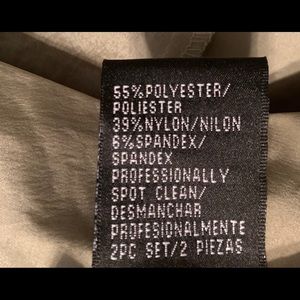 55%POLYESTER/
POLIESTER
39%NYLON/NILON
6%SPANDEX/
SPANDEX
PROFESSIONALLY
SPOT CLEAN/
DESMANCHAR
PROFESIONALMENTE
2PC SET/2 PIEZAS